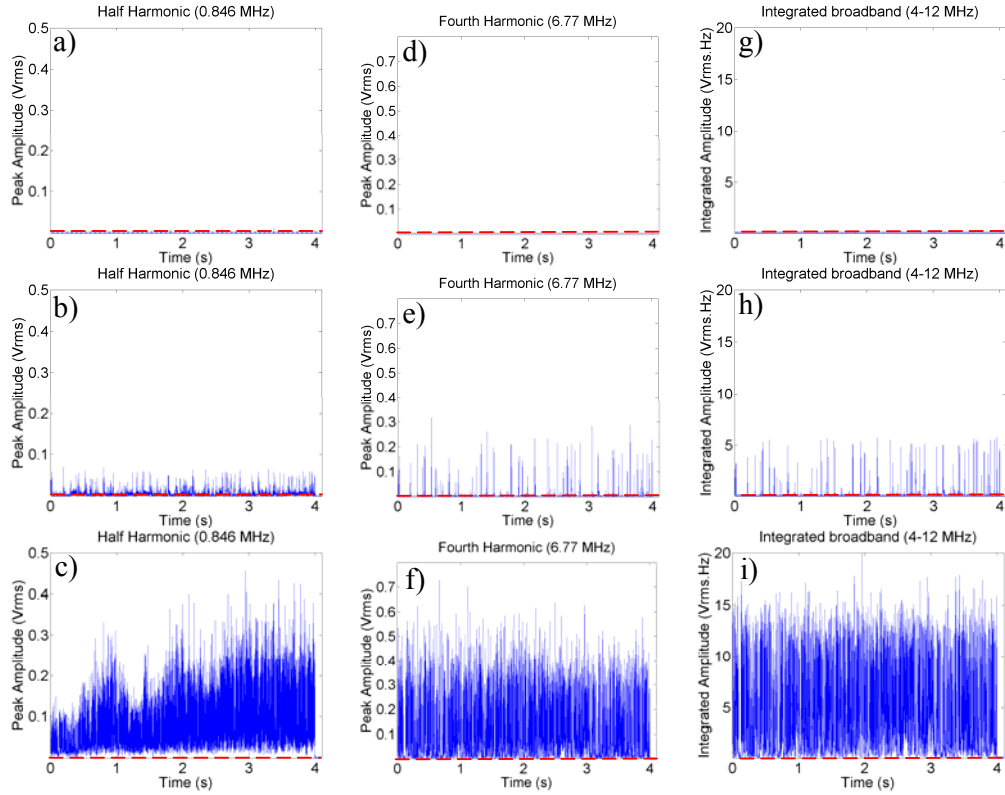 Half Harmonic (0.846 MHz)
a)
0.5
0.4
0.3
0.2
0.1
Peak Amplitude (Vrms)
0 1 2 3 4
Time (s)
Fourth Harmonic (6.77 MHz)
d)
0.7
0.6
0.5
0.4
0.3
0.2
0.1
Peak Amplitude (Vrms)
0 1 2 3 4
Time (s)
Integrated broadband (4-12 MHz)
g)
20
15
10
5
Integrated Amplitude (Vrms.Hz)
0 1 2 3 4
Time (s)
Half Harmonic (0.846 MHz)
b)
0.5
0.4
0.3
0.2
0.1
Peak Amplitude (Vrms)
0 1 2 3 4
Time (s)
Fourth Harmonic (6.77 MHz)
e)
0.7
0.6
0.5
0.4
0.3
0.2
0.1
Peak Amplitude (Vrms)
0 1 2 3 4
Time (s)
Integrated broadband (4-12 MHz)
h)
20
15
10
5
Integrated Amplitude (Vrms.Hz)
0 1 2 3 4
Time (s)
Half Harmonic (0.846 MHz)
c)
0.5
0.4
0.3
0.2
0.1
Peak Amplitude (Vrms)
0 1 2 3 4
Time (s)
Fourth Harmonic (6.77 MHz)
f)
0.7
0.6
0.5
0.4
0.3
0.2
0.1
Peak Amplitude (Vrms)
0 1 2 3 4
Time (s)
Integrated broadband (4-12 MHz)
i)
20
15
10
5
Integrated Amplitude (Vrms.Hz)
0 1 2 3 4
Time (s)